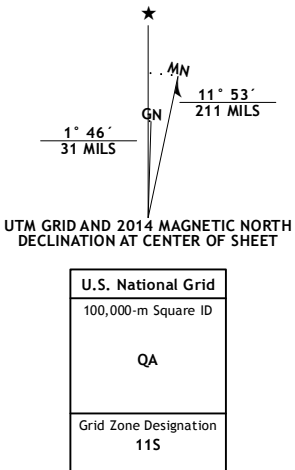 MN
GN
11° 53´
211 MILS
1° 46´
31 MILS
UTM GRID AND 2014 MAGNETIC NORTH
DECLINATION AT CENTER OF SHEET
U.S. National Grid
100,000-m Square ID
QA
Grid Zone Designation
11S